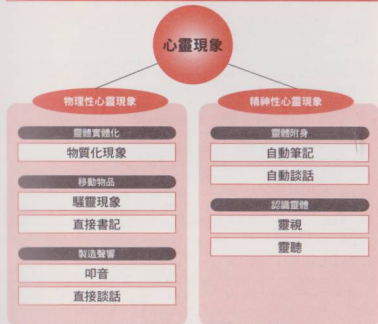 心靈現象
物理性心靈現象
靈體實體化
物質化現象
移動物品
騷靈現象
直接書記
製造聲響
叩音
直接談話
精神性心靈現象
靈體附身
自動筆記
自動談話
認識靈體
靈視
靈聽